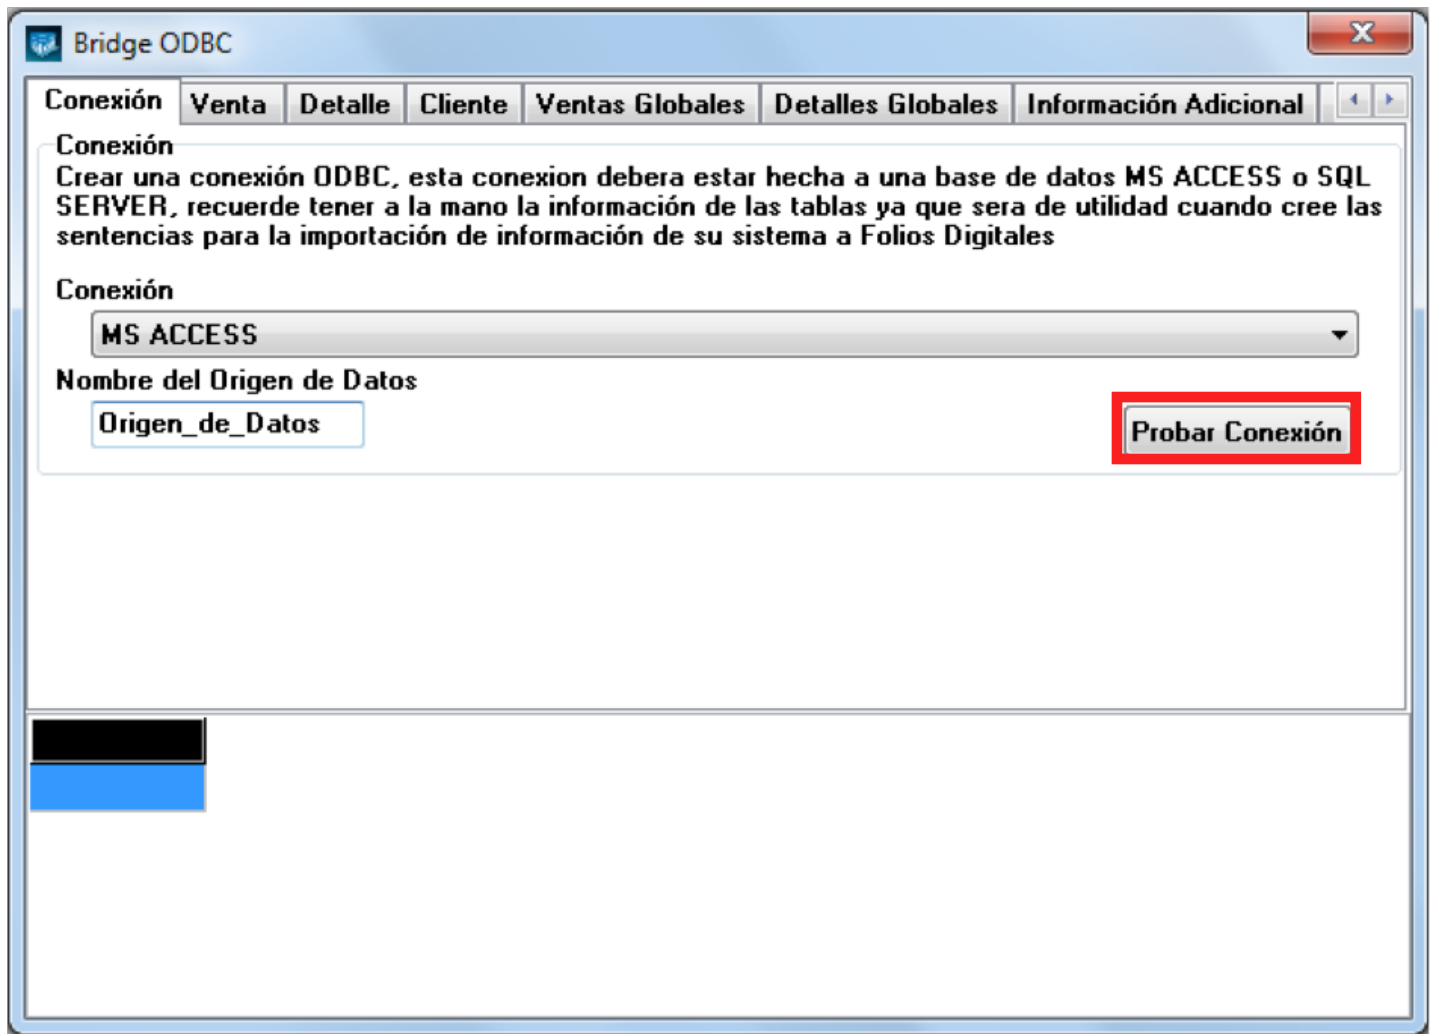 Bridge ODBC
Conexión Venta Detalle Cliente Ventas Globales Detalles Globales Información Adicional
Conexión
Crear una conexión ODBC, esta conexion debera estar hecha a una base de datos MS ACCESS o SQL
SERVER, recuerde tener a la mano la información de las tablas ya que sera de utilidad cuando cree las
sentencias para la importación de información de su sistema a Folios Digitales
Conexión
MS ACCESS
Nombre del Origen de Datos
Origen_de_Datos
Probar Conexión